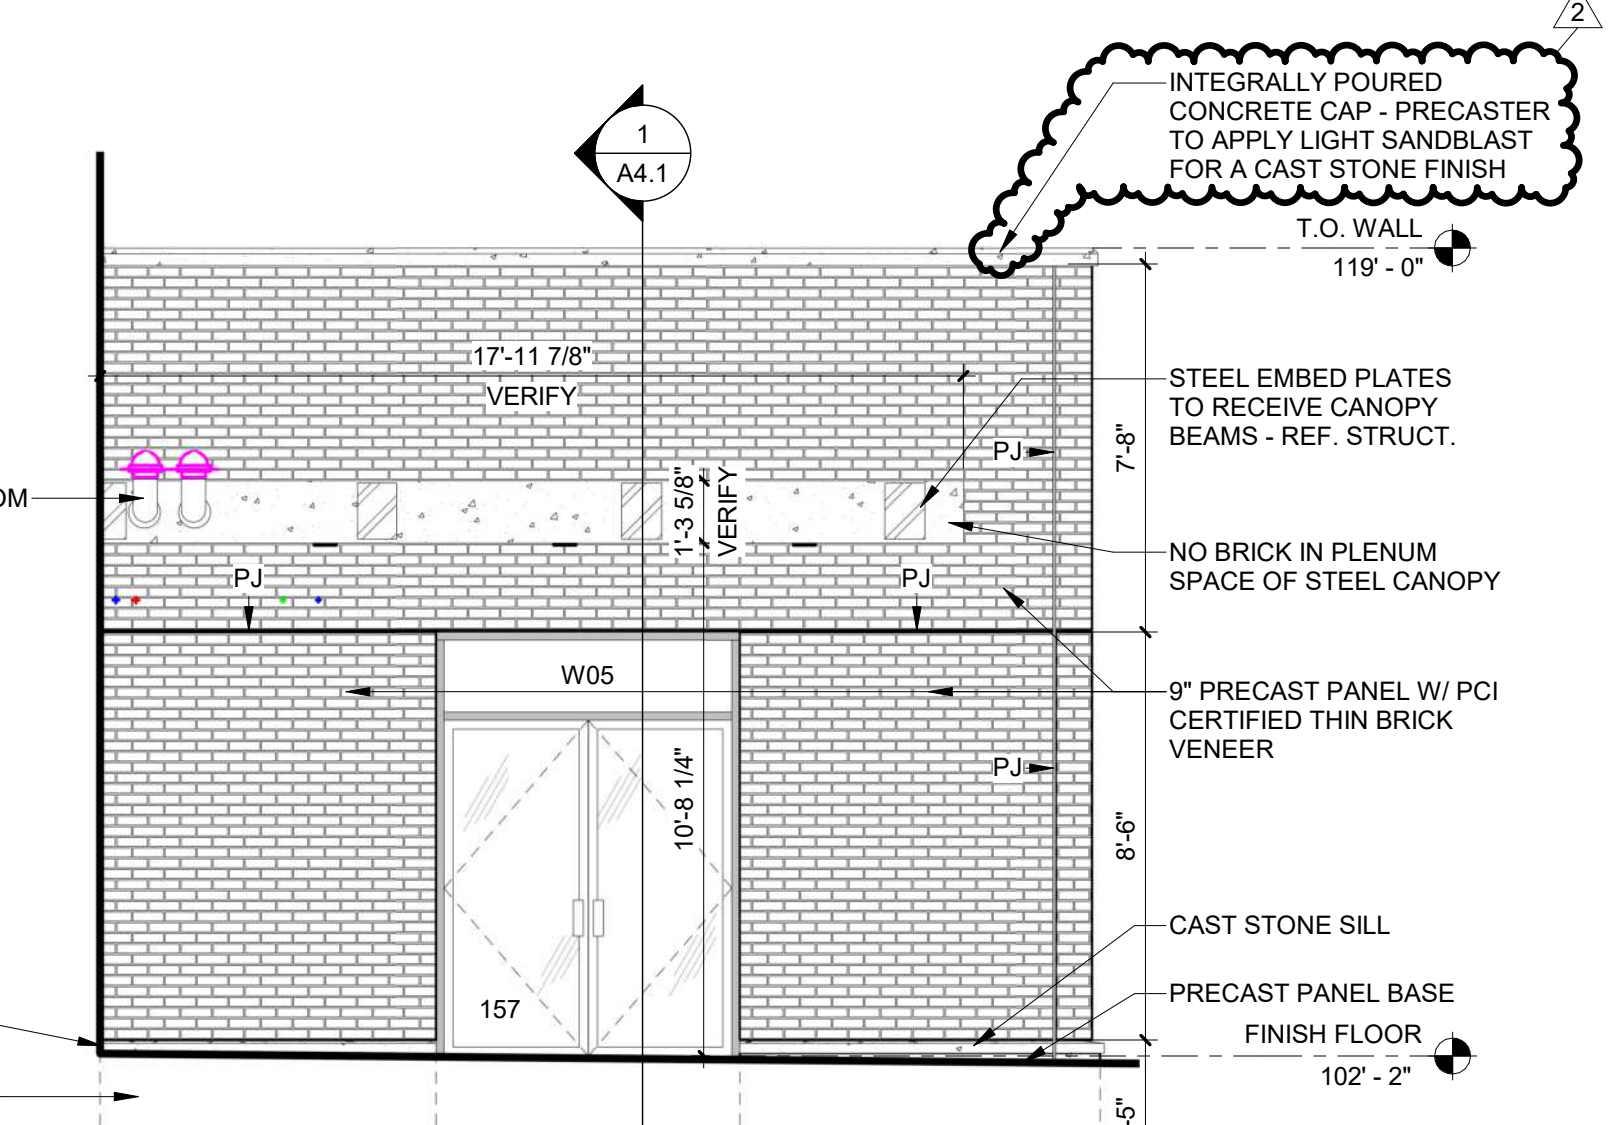 2
INTEGRALLY POURED
CONCRETE CAP - PRECASTER
TO APPLY LIGHT SANDBLAST
FOR A CAST STONE FINISH
1
A4.1
T.O. WALL
119' - 0"
17'-11 7/8"
VERIFY
STEEL EMBED PLATES
TO RECEIVE CANOPY
BEAMS - REF. STRUCT.
7'-8"
PJ
OM
1'-3 5/8"
VERIFY
NO BRICK IN PLENUM
SPACE OF STEEL CANOPY
PJ
PJ
W05
9" PRECAST PANEL W/ PCI
CERTIFIED THIN BRICK
VENEER
PJ
10'-8 1/4"
8'-6"
CAST STONE SILL
157
PRECAST PANEL BASE
FINISH FLOOR
102' - 2"
-5"